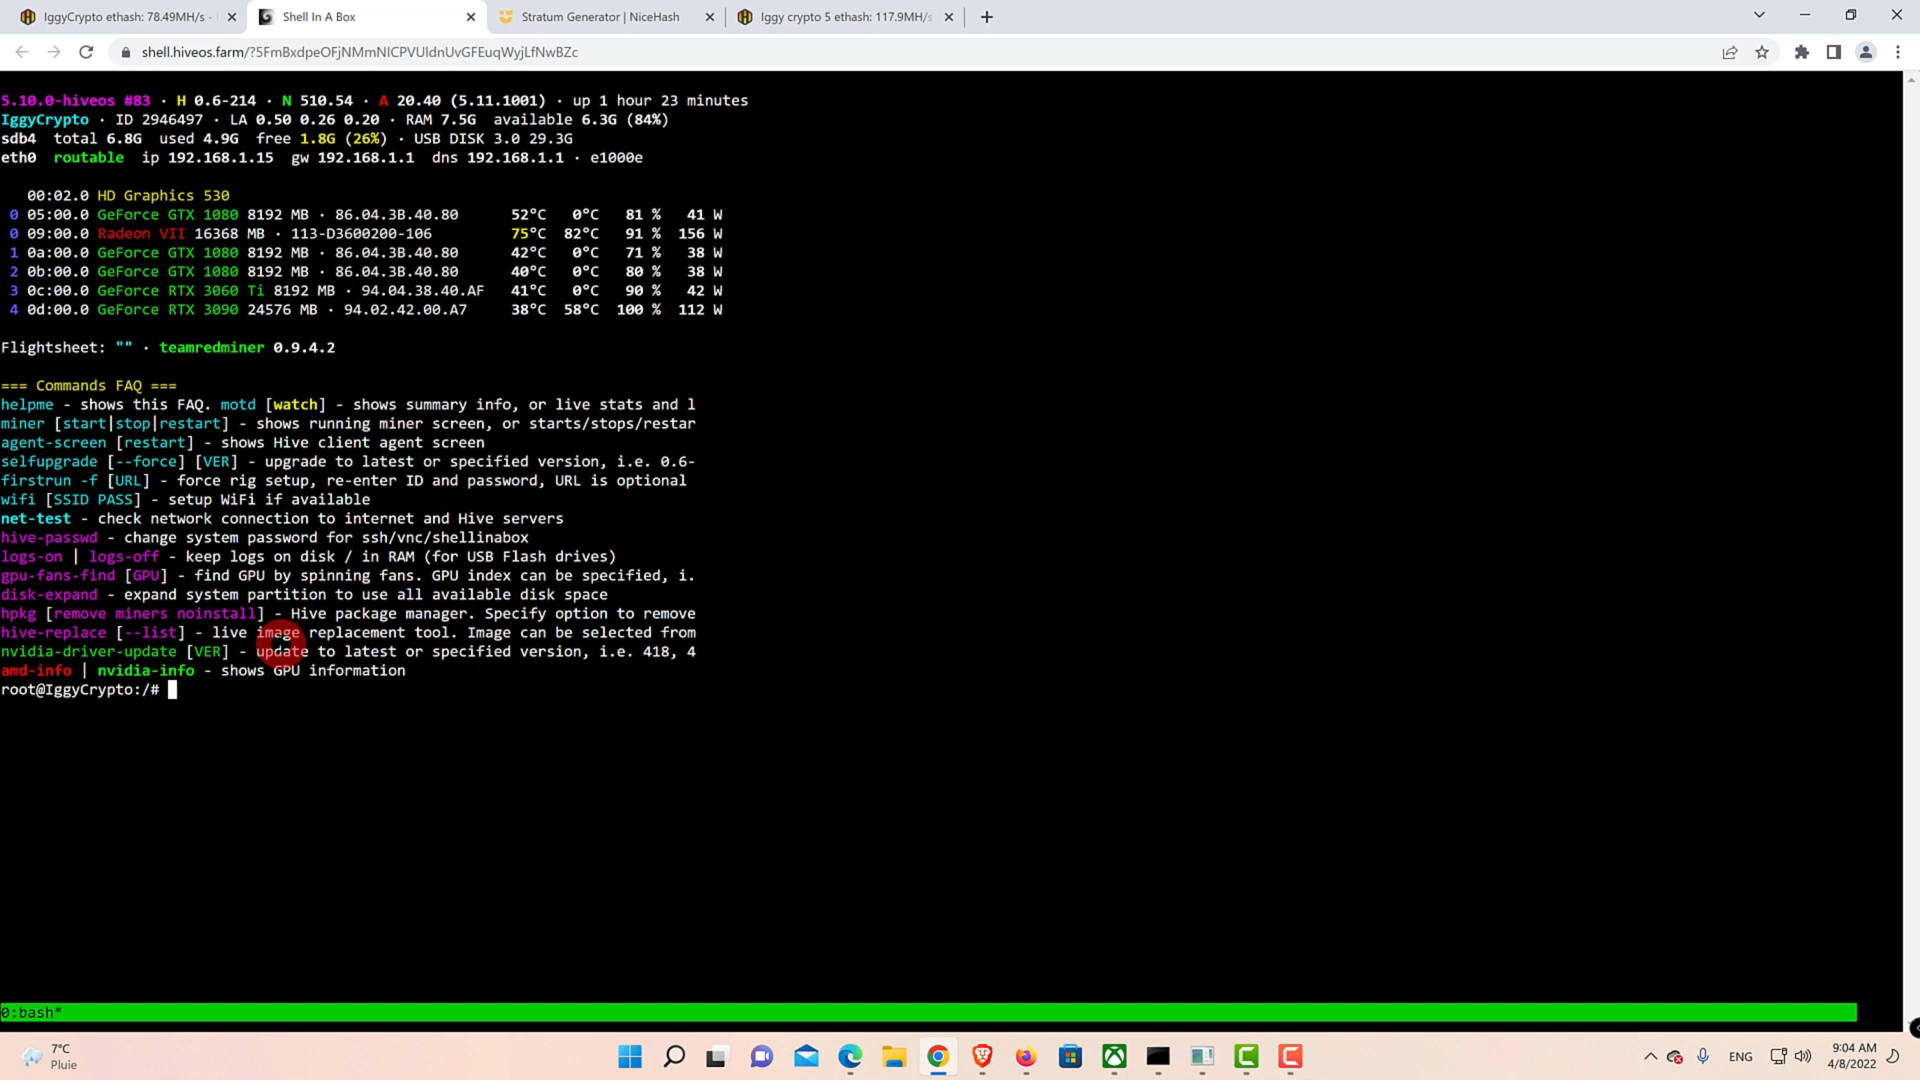 IggyCrypto ethash: 78.49MH/s -
Shell In A Box
Stratum Generator | NiceHash
Iggy crypto 5 ethash: 117.9MH/s
shell.hiveos.farm/?5FmBxdpeOFjNMmNICPVUldnUvGFEuqWyjLfNwBZc
5.10.0-hiveos #83 · H 0.6-214 · N 510.54 · A 20.40 (5.11.1001) · up 1 hour 23 minutes
IggyCrypto · ID 2946497 · LA 0.50 0.26 0.20 · RAM 7.5G available 6.3G (84%)
sdb4 total 6.8G used 4.9G free 1.8G (26%) · USB DISK 3.0 29.3G
eth0 routable ip 192.168.1.15 gw 192.168.1.1 dns 192.168.1.1 · e1000e
00:02.0 HD Graphics 530
0 05:00.0 GeForce GTX 1080 8192 MB · 86.04.3B.40.80 52°C 0°C 81 % 41 W
0 09:00.0 Radeon VII 16368 MB · 113-D3600200-106 75°C 82°C 91 % 156 W
1 0a:00.0 GeForce GTX 1080 8192 MB · 86.04.3B.40.80 42°C 0°C 71 % 38 W
2 0b:00.0 GeForce GTX 1080 8192 MB · 86.04.3B.40.80 40°C 0°C 80 % 38 W
3 0c:00.0 GeForce RTX 3060 Ti 8192 MB · 94.04.38.40.AF 41°C 0°C 90 % 42 W
4 0d:00.0 GeForce RTX 3090 24576 MB · 94.02.42.00.A7 38°C 58°C 100 % 112 W
Flightsheet: "" · teamredminer 0.9.4.2
=== Commands FAQ ===
helpme - shows this FAQ. motd [watch] - shows summary info, or live stats and l
miner [start|stop|restart] - shows running miner screen, or starts/stops/restar
agent-screen [restart] - shows Hive client agent screen
selfupgrade [--force] [VER] - upgrade to latest or specified version, i.e. 0.6-
firstrun -f [URL] - force rig setup, re-enter ID and password, URL is optional
wifi [SSID PASS] - setup WiFi if available
net-test - check network connection to internet and Hive servers
hive-passwd - change system password for ssh/vnc/shellinabox
logs-on | logs-off - keep logs on disk / in RAM (for USB Flash drives)
gpu-fans-find [GPU] - find GPU by spinning fans. GPU index can be specified, i.
disk-expand - expand system partition to use all available disk space
hpkg [remove miners noinstall] - Hive package manager. Specify option to remove
hive-replace [--list] - live image replacement tool. Image can be selected from
nvidia-driver-update [VER] - update to latest or specified version, i.e. 418, 4
amd-info | nvidia-info - shows GPU information
root@IggyCrypto:/#
0:bash*
7°C
Pluie
ENG
9:04 AM
4/8/2022